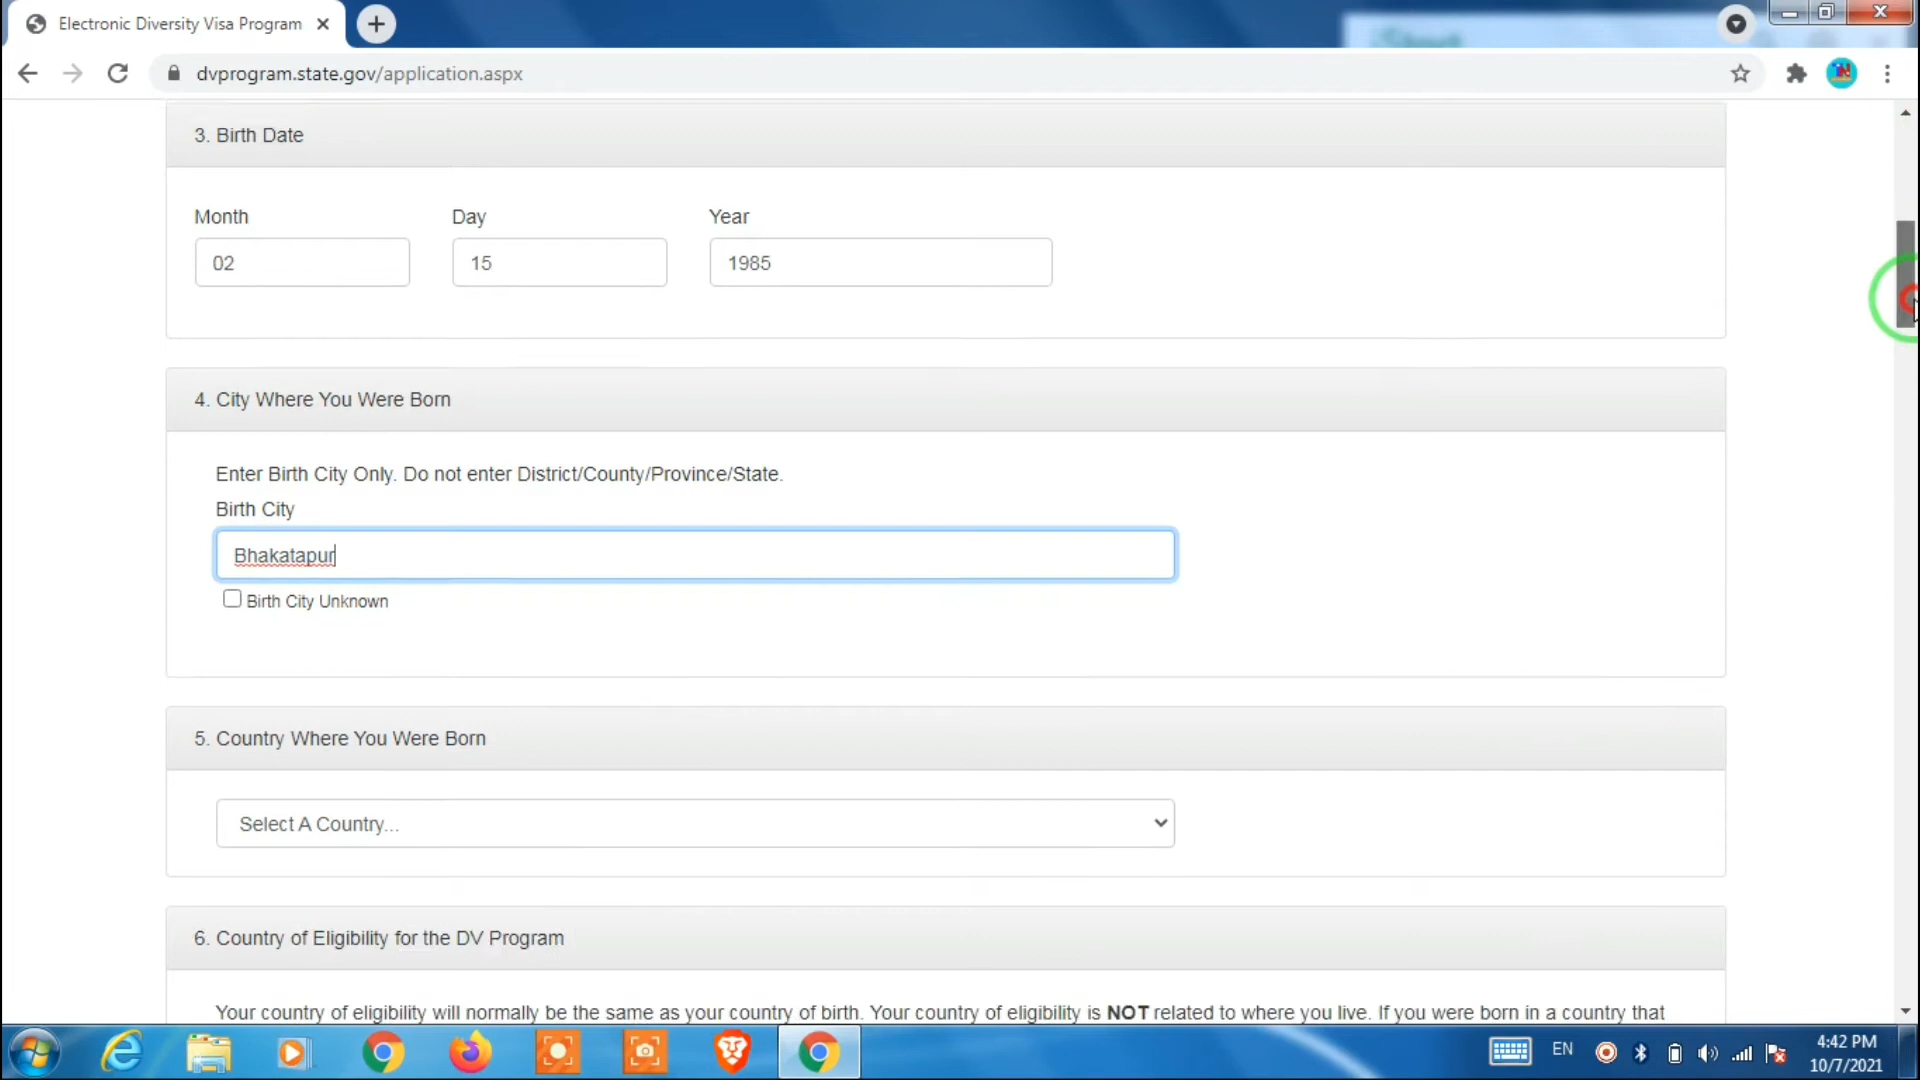 Electronic Diversity Visa Program
dvprogram.state.gov/application.aspx
3. Birth Date
Month Day Year
02 15 1985
4. City Where You Were Born
Enter Birth City Only. Do not enter District/County/Province/State.
Birth City
Bhakatapur
Birth City Unknown
5. Country Where You Were Born
Select A Country...
6. Country of Eligibility for the DV Program
Your country of eligibility will normally be the same as your country of birth. Your country of eligibility is NOT related to where you live. If you were born in a country that
EN
4:42 PM
10/7/2021